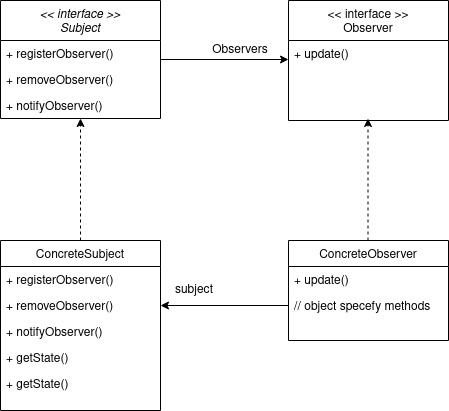 << interface >>
Subject
+ registerObserver()
+ removeObserver()
+ notifyObserver()
Observers
<< interface >>
Observer
+ update()
ConcreteSubject
+ registerObserver()
+ removeObserver()
+ notifyObserver()
+ getState()
+ getState()
subject
ConcreteObserver
+ update()
// object specefy methods